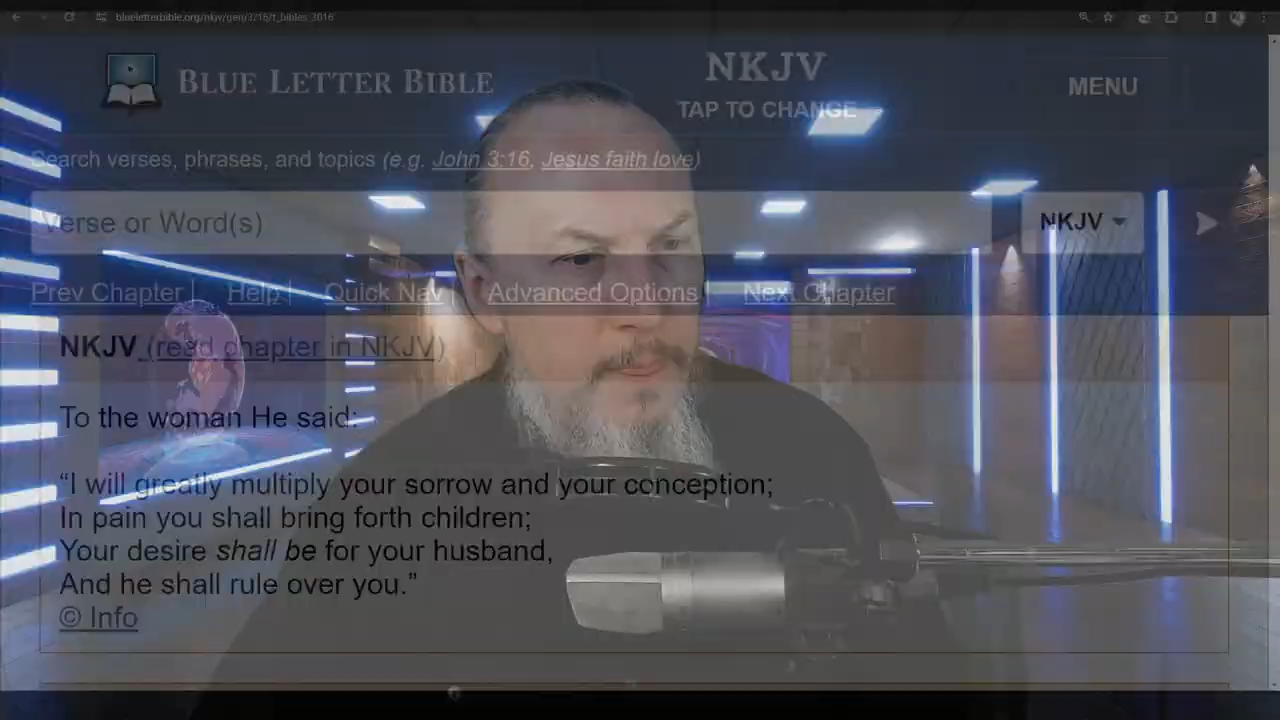 blueletterbible.org/nkjv/gen/3/16/t_bibles_3016
BLUE LETTER BIBLE
NKJV
TAP TO CHANGE
MENU
Search verses, phrases, and topics (e.g. John 3:16, Jesus faith love)
Verse or Word(s)
NKJV
Prev Chapter | Help | Quick Nav Advanced Options Next Chapter
NKJV (read chapter in NKJV)
To the woman He said:
“I will greatly multiply your sorrow and your conception;
In pain you shall bring forth children;
Your desire shall be for your husband,
And he shall rule over you.”
© Info